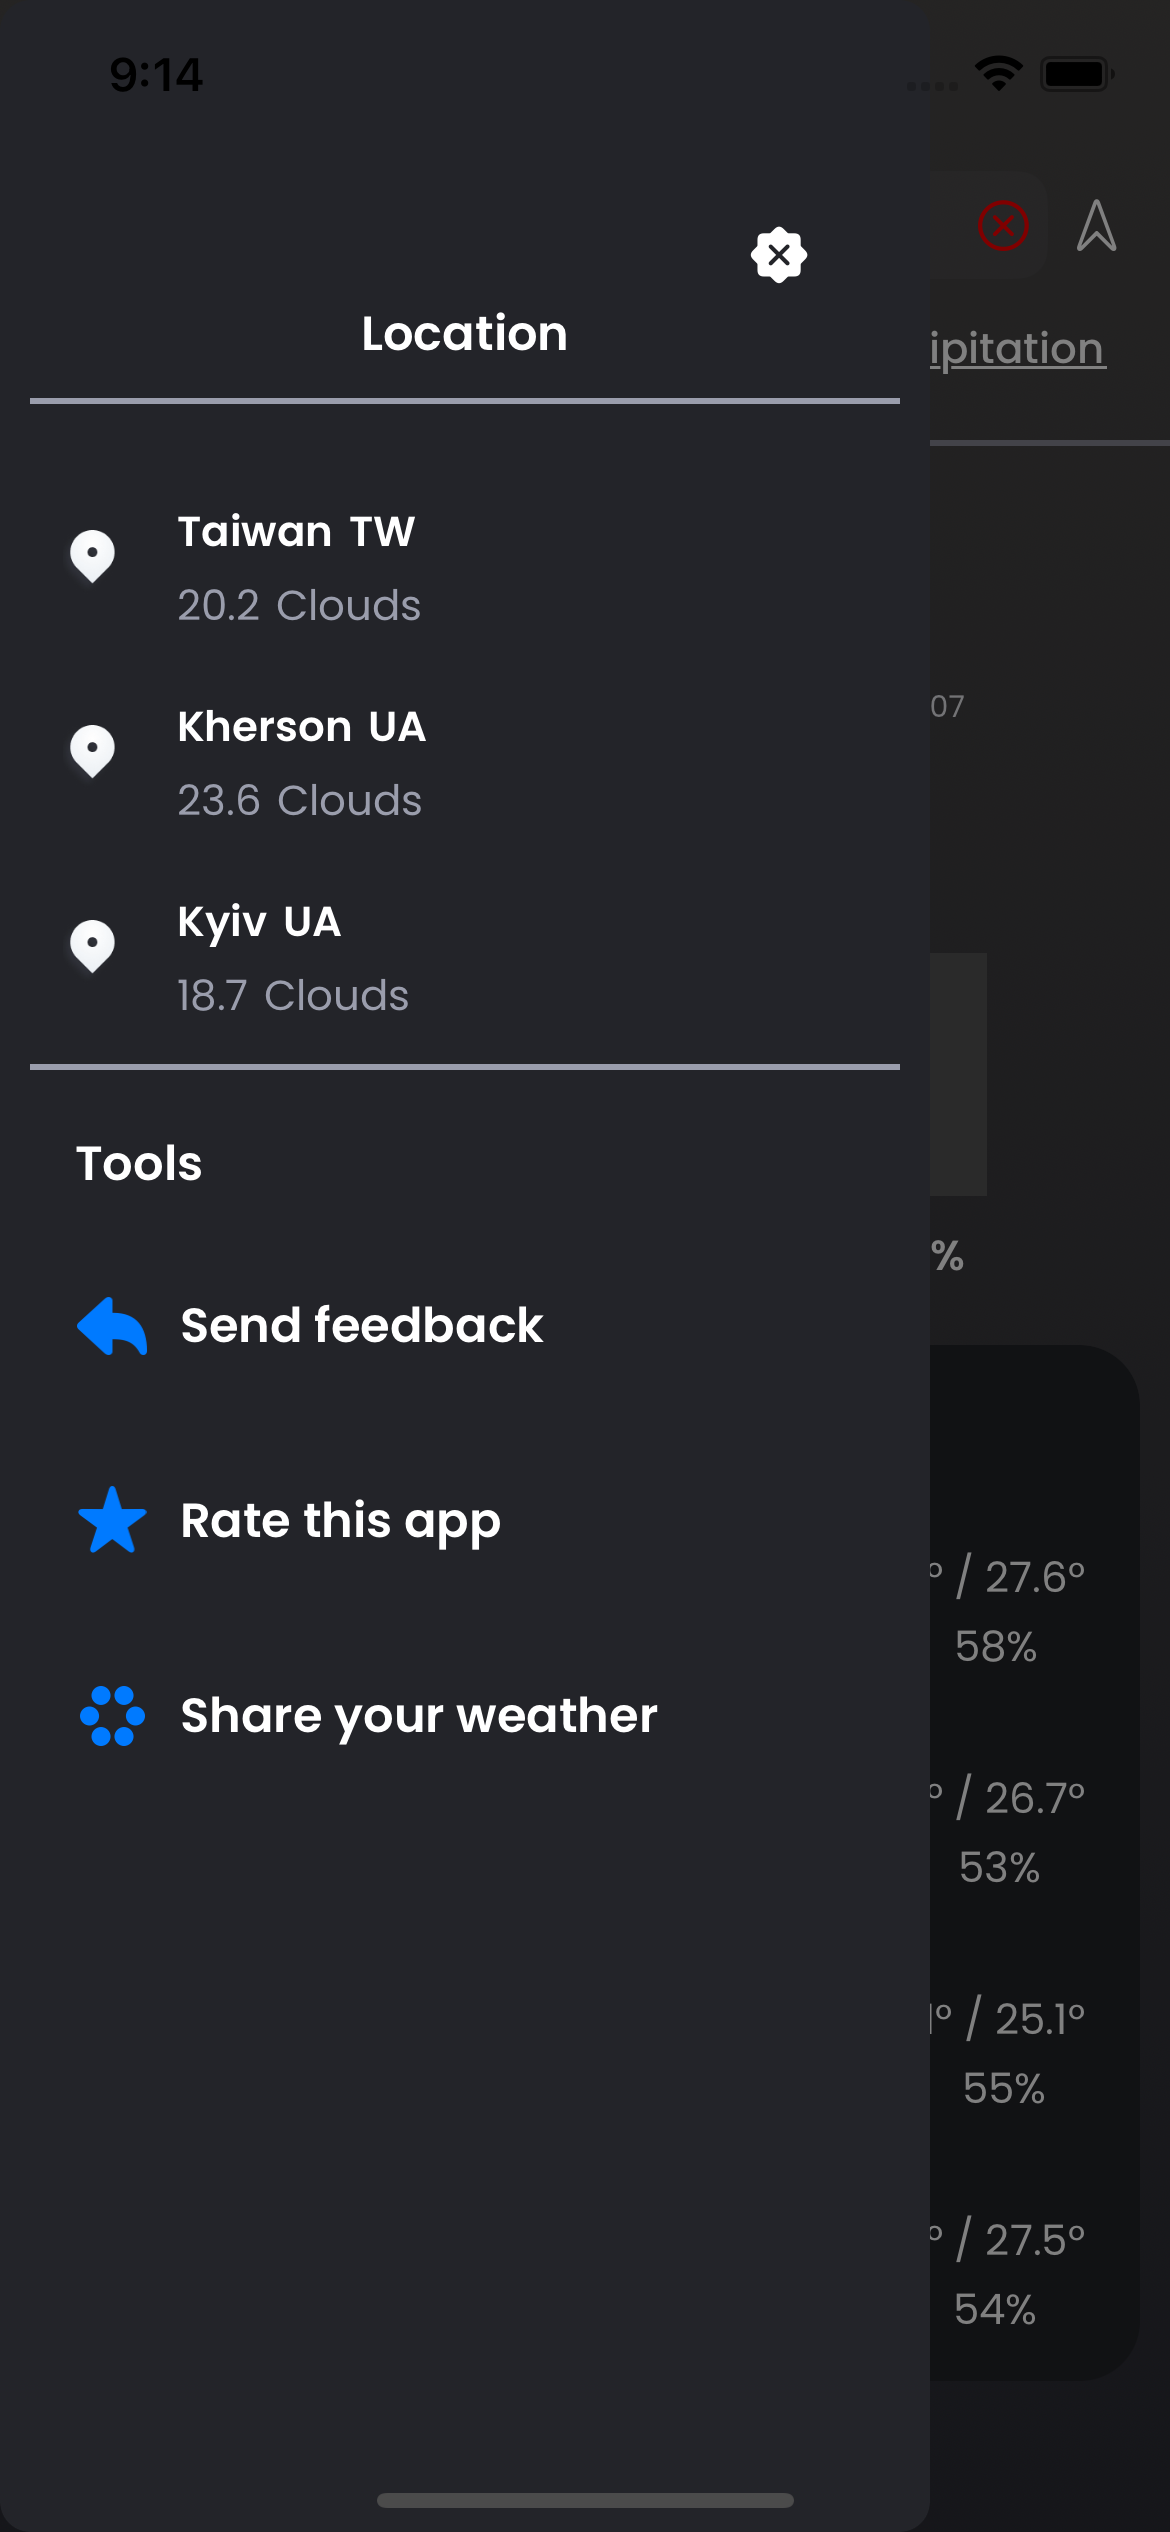 9:14
Location
ipitation
Taiwan TW
20.2 Clouds
07
Kherson UA
23.6 Clouds
Kyiv UA
18.7 Clouds
Tools
%
Send feedback
Rate this app
° / 27.6°
58%
Share your weather
° / 26.7°
53%
1° / 25.1°
55%
° / 27.5°
54%